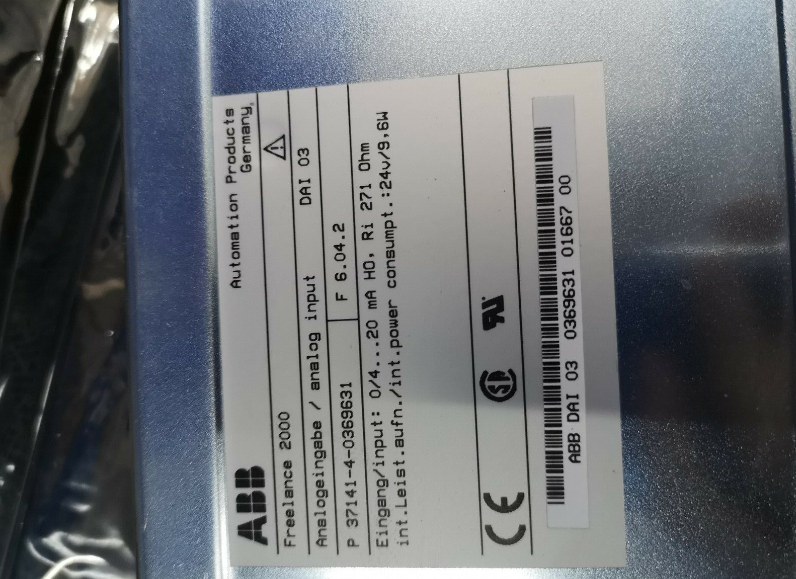 ABB
Automation Products
Germany,
Freelance 2000
Analogeingabe / analog input DAI 03
P 37141-4-0369631 F 6.04.2
Eingang/input: 0/4...20 mA HO, Ri 271 Ohm
int.Leist.aufn./int.power consumpt.:24v/9,6W
CE
ABB DAI 03 0369631 01667 00